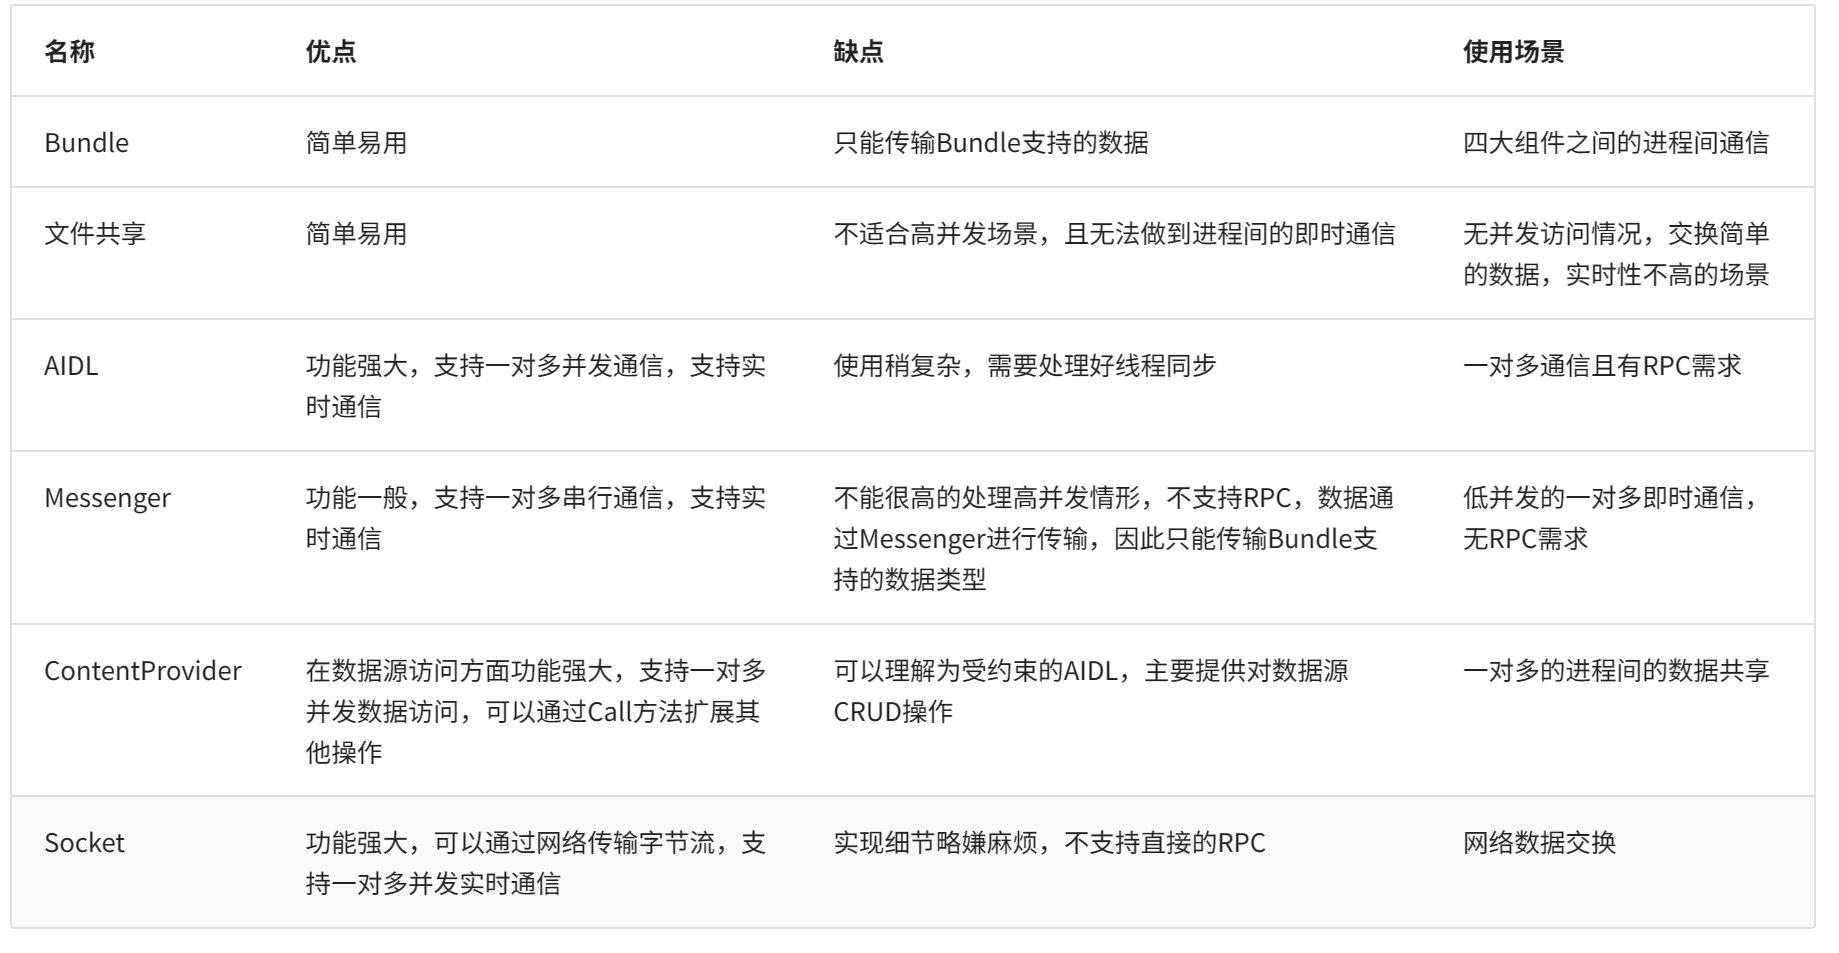 名称 优点 缺点 使用场景
Bundle 简单易用 只能传输Bundle支持的数据 四大组件之间的进程间通信
文件共享 简单易用 不适合高并发场景，且无法做到进程间的即时通信 无并发访问情况，交换简单
的数据，实时性不高的场景
AIDL 功能强大，支持一对多并发通信，支持实 使用稍复杂，需要处理好线程同步 一对多通信且有RPC需求
时通信
Messenger 功能一般，支持一对多串行通信，支持实 不能很高的处理高并发情形，不支持RPC，数据通 低并发的一对多即时通信，
时通信 过Messenger进行传输，因此只能传输Bundle支 无RPC需求
持的数据类型
ContentProvider 在数据源访问方面功能强大，支持一对多 可以理解为受约束的AIDL，主要提供对数据源 一对多的进程间的数据共享
并发数据访问，可以通过Call方法扩展其 CRUD操作
他操作
Socket 功能强大，可以通过网络传输字节流，支 实现细节略嫌麻烦，不支持直接的RPC 网络数据交换
持一对多并发实时通信